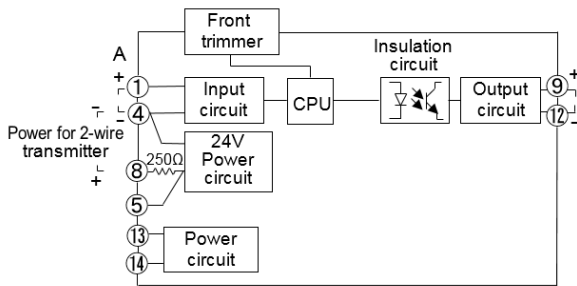 Front
trimmer
A
Insulation
circuit
+
1
Input
circuit
CPU
Output
circuit
9
+
-
-
4
12
-
Power for 2-wire
transmitter
24V
Power
circuit
250Ω
8
+
5
13
Power
circuit
14